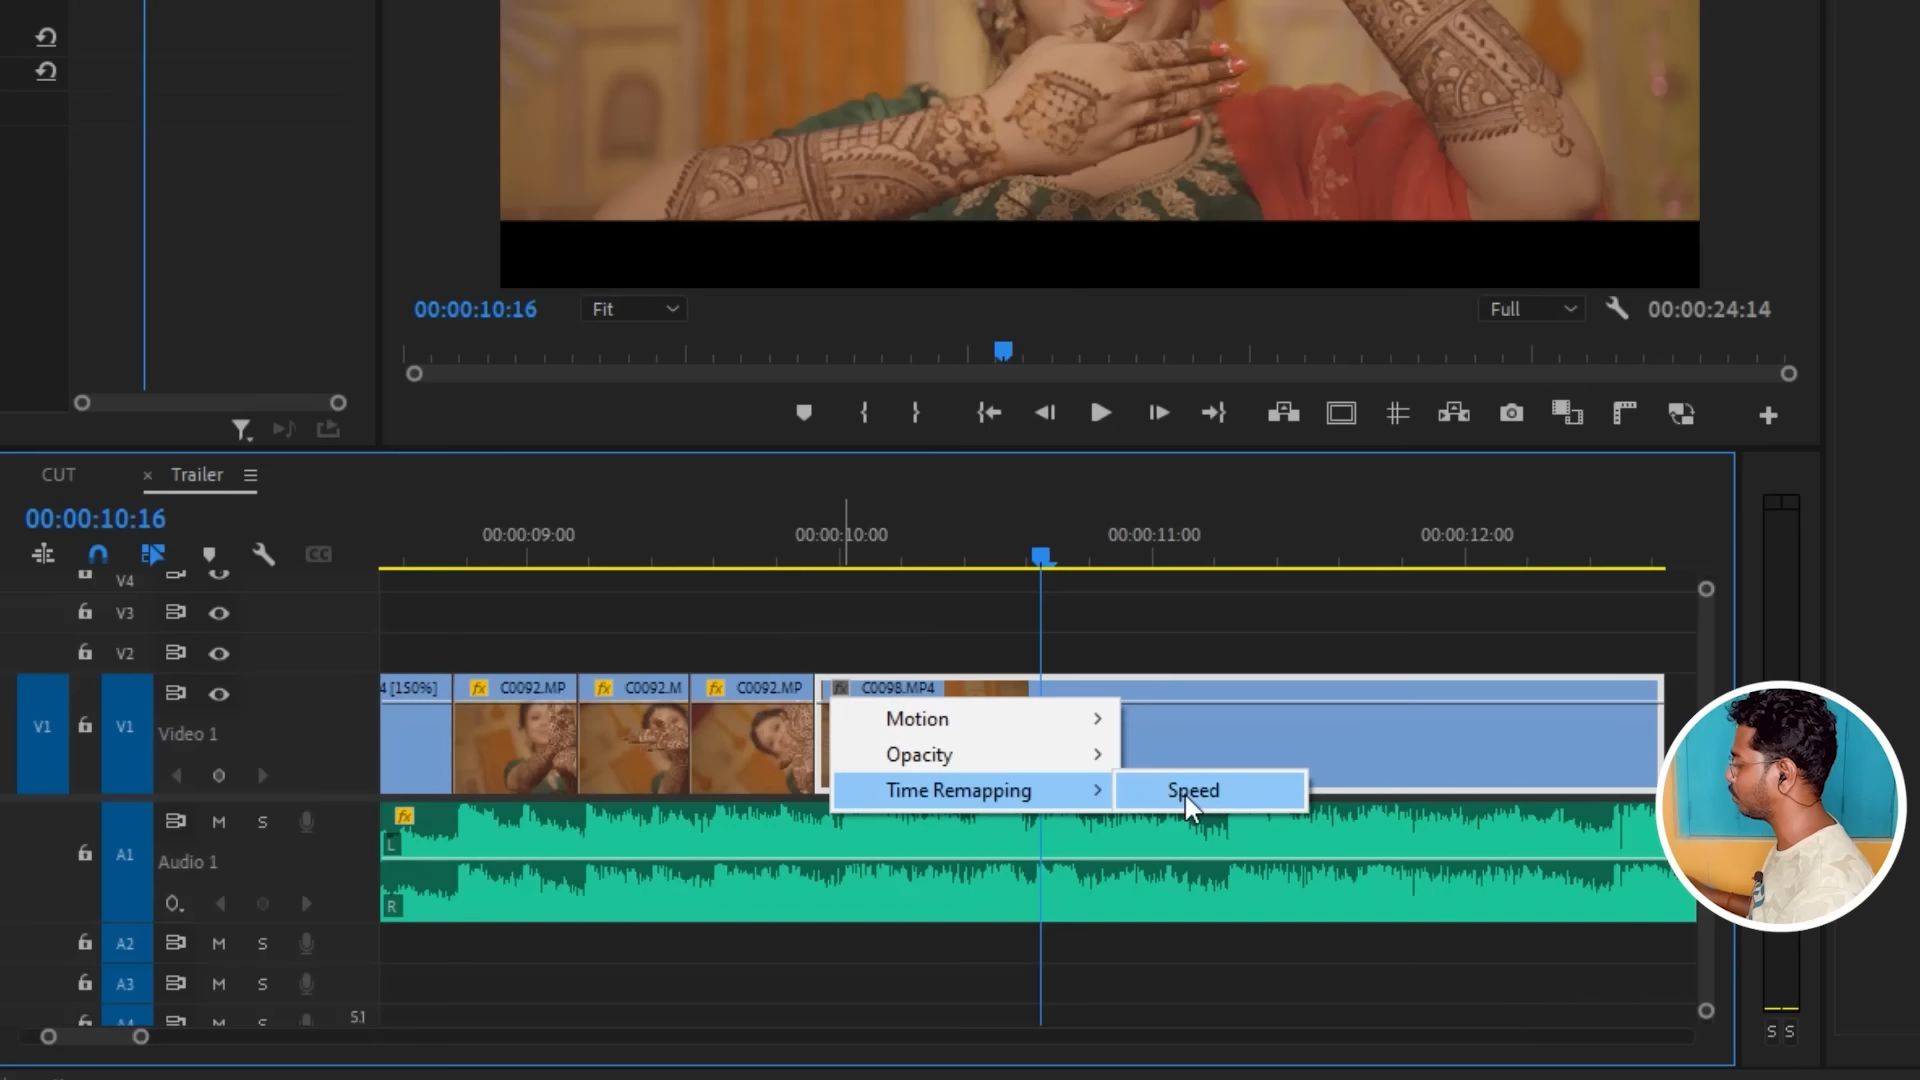 00:00:10:16
Fit
Full
00:00:24:14
CUT
× Trailer
00:00:10:16
00:00:09:00
00:00:10:00
00:00:11:00
00:00:12:00
CC
V4
V3
V2
4 [150%]
fx C0092.MP
fx C0092.M
fx C0092.MP
fx C0098.MP4
V1
V1
Video 1
Motion
Opacity
Time Remapping
Speed
M
S
fx
L
A1
Audio 1
R
A2
M
S
A3
M
S
A4
M
S
5.1
S S